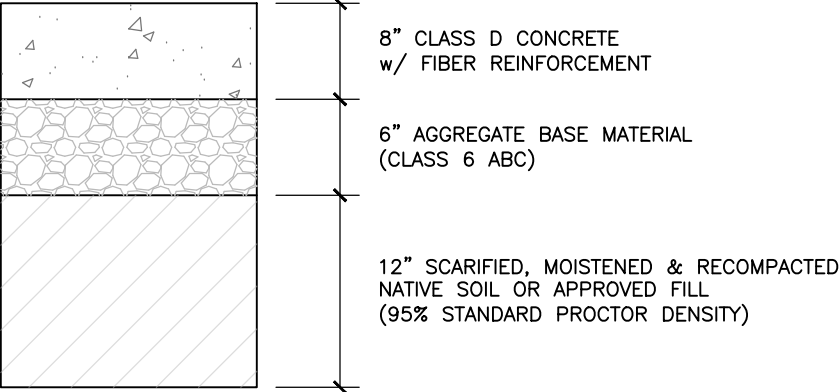 8” CLASS D CONCRETE
w/ FIBER REINFORCEMENT
6” AGGREGATE BASE MATERIAL
(CLASS 6 ABC)
12” SCARIFIED, MOISTENED & RECOMPACTED
NATIVE SOIL OR APPROVED FILL
(95% STANDARD PROCTOR DENSITY)